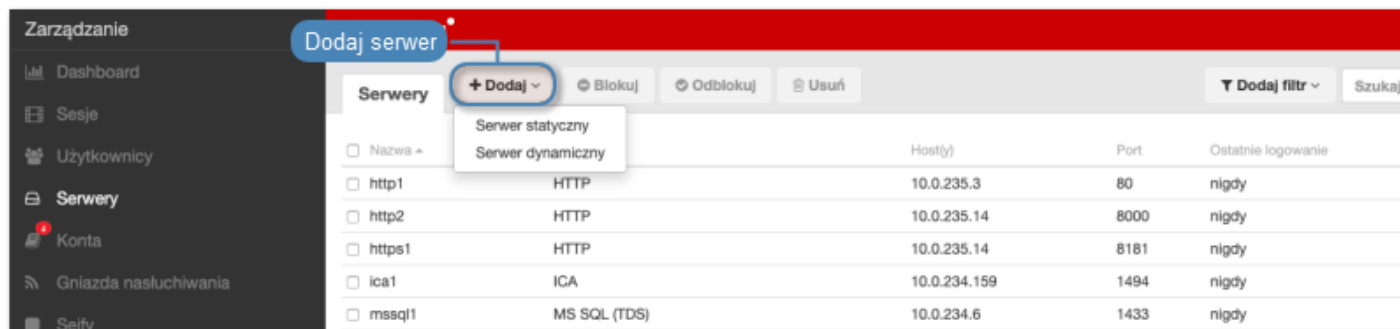 Zarządzanie
Dodaj serwer
Dashboard
Sesje
Użytkownicy
Serwery
4
Konta
Gniazda nasłuchiwania
Sejfy
Serwery
+ Dodaj
Blokuj
Odblokuj
Usuń
Dodaj filtr
Szukaj
Serwer statyczny
Serwer dynamiczny
Nazwa Host(y) Port Ostatnie logowanie
http1 HTTP 10.0.235.3 80 nigdy
http2 HTTP 10.0.235.14 8000 nigdy
https1 HTTP 10.0.235.14 8181 nigdy
ica1 ICA 10.0.234.159 1494 nigdy
mssql1 MS SQL (TDS) 10.0.234.6 1433 nigdy